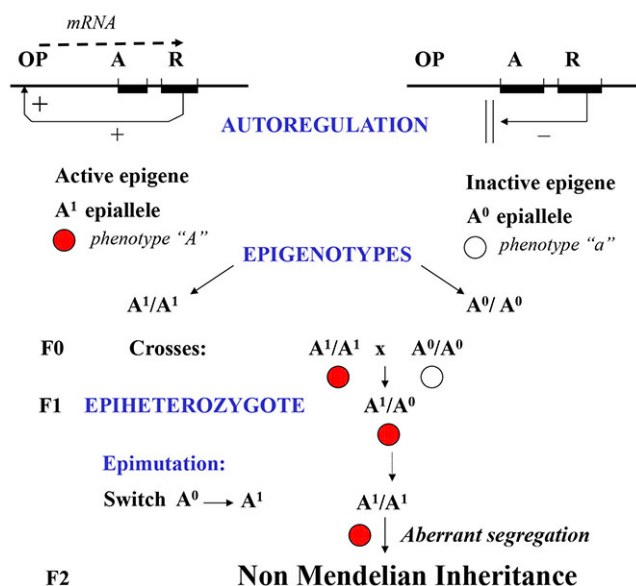 mRNA
OP A R OP A R
+ + −
AUTOREGULATION
Active epigene Inactive epigene
A¹ epiallele A⁰ epiallele
phenotype “A” phenotype “a”
EPIGENOTYPES
A¹/A¹ A⁰/ A⁰
F0 Crosses: A¹/A¹ x A⁰/A⁰
F1 EPIHETEROZYGOTE A¹/A⁰
Epimutation:
Switch A⁰ → A¹ A¹/A¹
Aberrant segregation
F2 Non Mendelian Inheritance